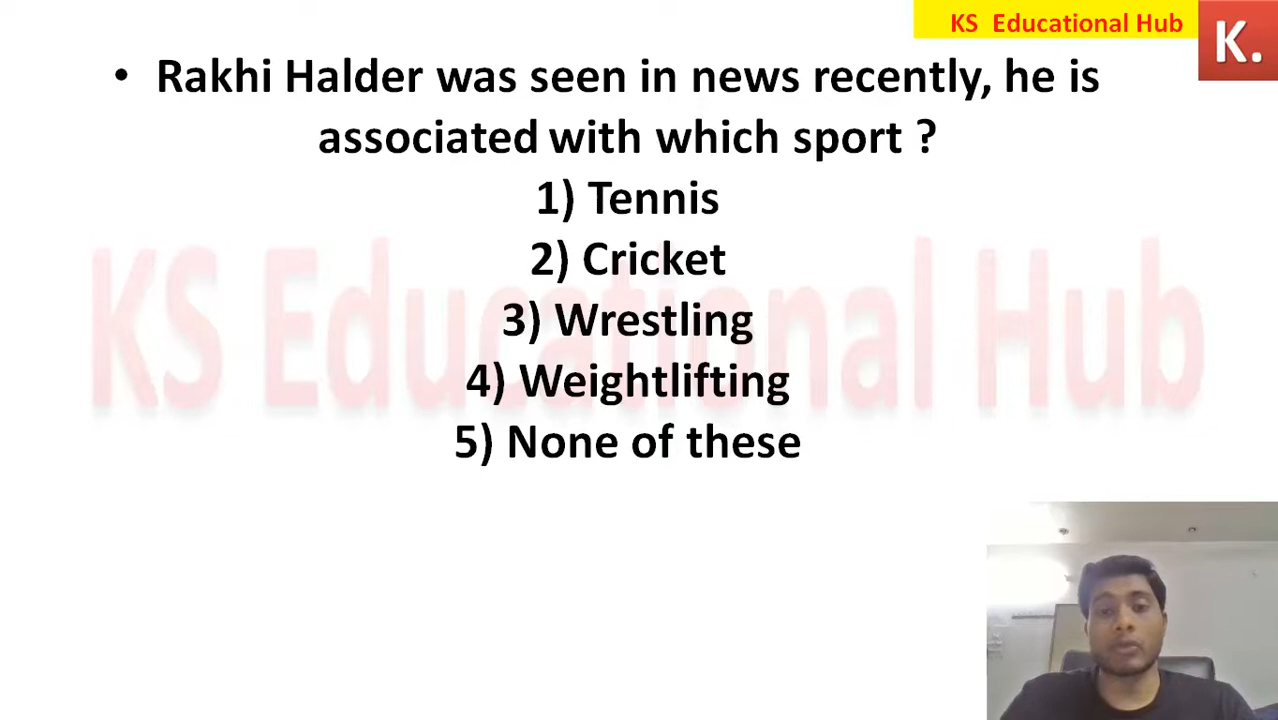 KS Educational Hub
K.
• Rakhi Halder was seen in news recently, he is
associated with which sport ?
1) Tennis
2) Cricket
3) Wrestling
4) Weightlifting
5) None of these
KS Educational Hub